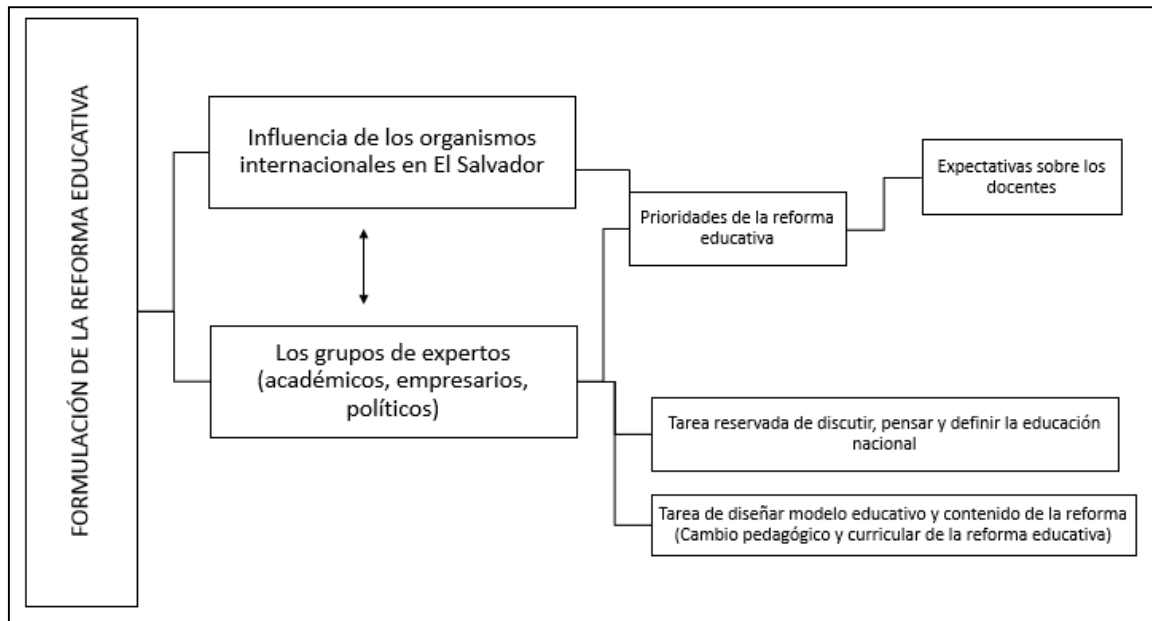 FORMULACIÓN DE LA REFORMA EDUCATIVA
Influencia de los organismos
internacionales en El Salvador
Los grupos de expertos
(académicos, empresarios,
políticos)
Prioridades de la reforma
educativa
Expectativas sobre los
docentes
Tarea reservada de discutir, pensar y definir la educación
nacional
Tarea de diseñar modelo educativo y contenido de la reforma
(Cambio pedagógico y curricular de la reforma educativa)